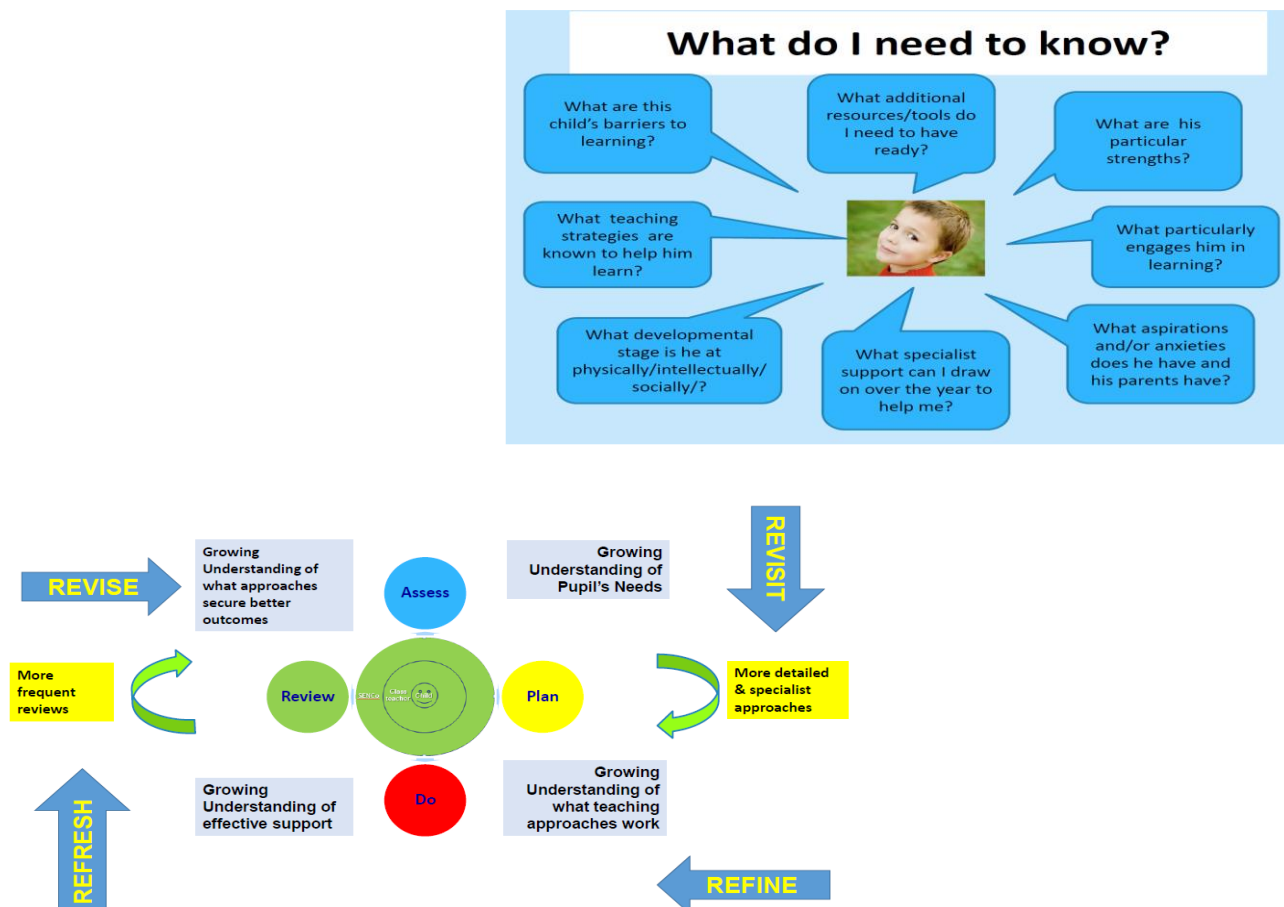 What do I need to know?
What are this
child's barriers to
learning?
What additional
resources/tools do
I need to have
ready?
What are his
particular
strengths?
What teaching
strategies are
known to help him
learn?
What particularly
engages him in
learning?
What developmental
stage is he at
physically/intellectually/
socially/?
What specialist
support can I draw
on over the year to
help me?
What aspirations
and/or anxieties
does he have and
his parents have?
REVISE
Growing
Understanding of
what approaches
secure better
outcomes
Assess
Growing
Understanding of
Pupil's Needs
REVISIT
More
frequent
reviews
Review
SENCo
Class
teacher
Child
Plan
More detailed
& specialist
approaches
REFRESH
Growing
Understanding of
effective support
Do
Growing
Understanding of
what teaching
approaches work
REFINE